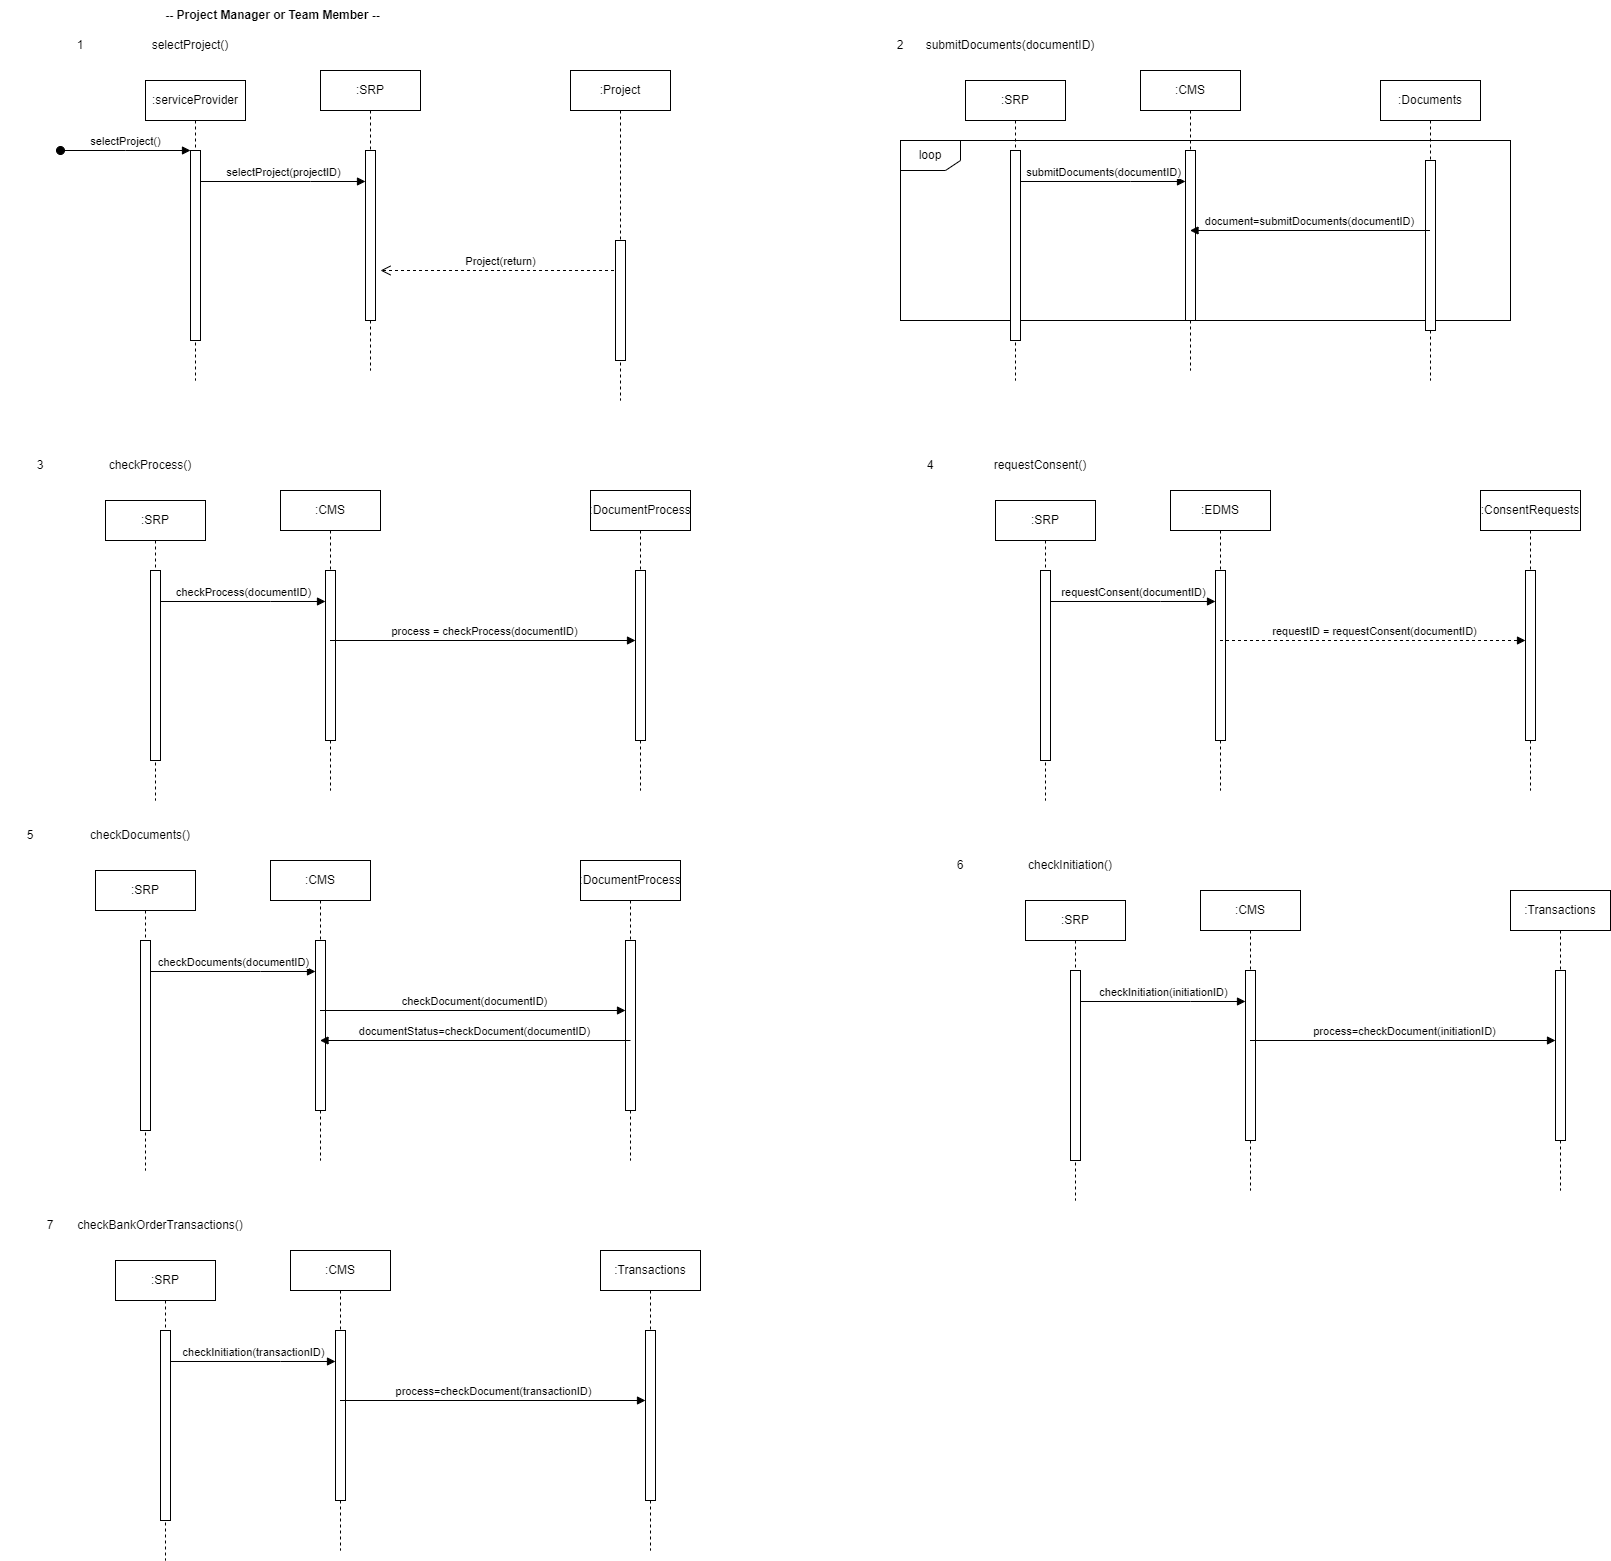 -- Project Manager or Team Member --
1 selectProject()
:serviceProvider
:SRP
:Project
selectProject()
selectProject(projectID)
Project(return)
2 submitDocuments(documentID)
:SRP
:CMS
:Documents
loop
submitDocuments(documentID)
document=submitDocuments(documentID)
3 checkProcess()
:SRP
:CMS
DocumentProcess
checkProcess(documentID)
process = checkProcess(documentID)
4 requestConsent()
:SRP
:EDMS
:ConsentRequests
requestConsent(documentID)
requestID = requestConsent(documentID)
5 checkDocuments()
:SRP
:CMS
DocumentProcess
checkDocuments(documentID)
checkDocument(documentID)
documentStatus=checkDocument(documentID)
6 checkInitiation()
:SRP
:CMS
:Transactions
checkInitiation(initiationID)
process=checkDocument(initiationID)
7 checkBankOrderTransactions()
:SRP
:CMS
:Transactions
checkInitiation(transactionID)
process=checkDocument(transactionID)